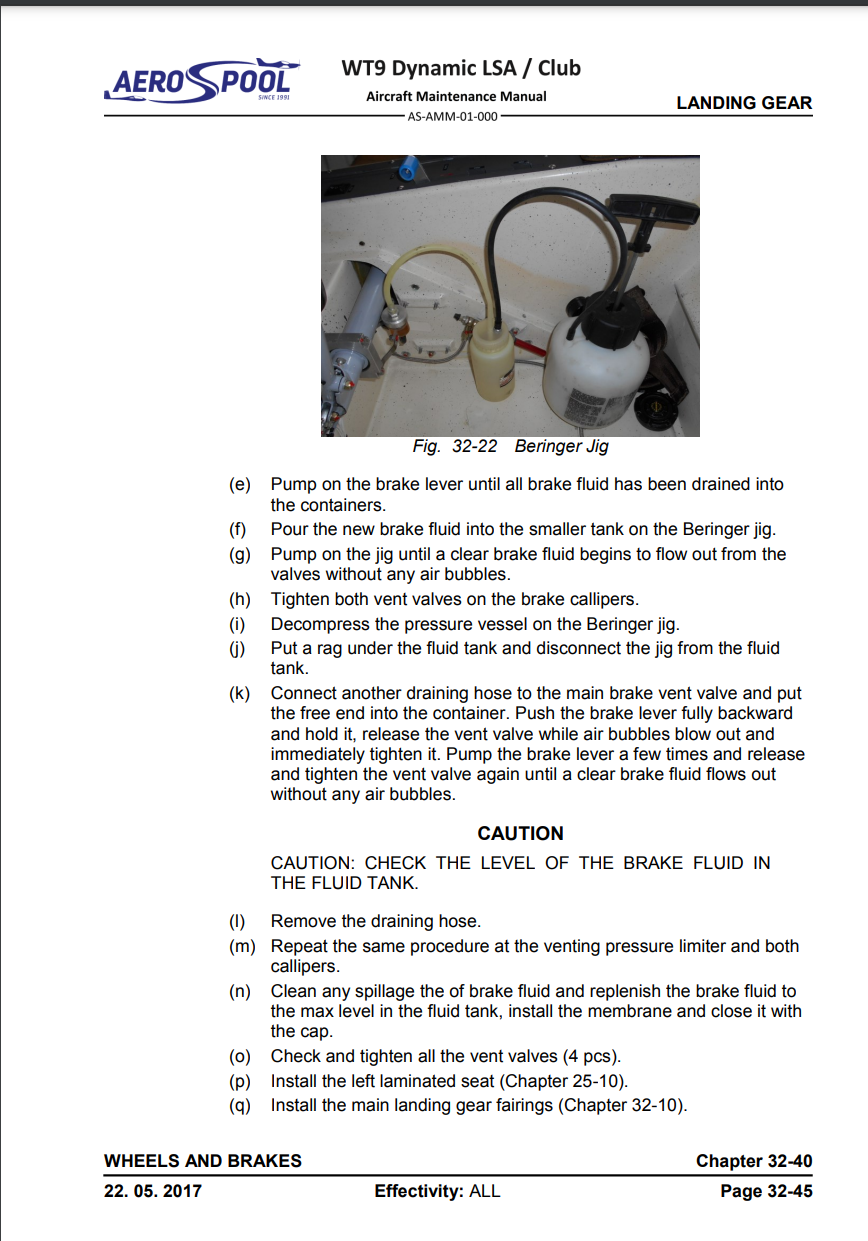 AEROSPOOL
SINCE 1991
WT9 Dynamic LSA / Club
Aircraft Maintenance Manual
AS-AMM-01-000
LANDING GEAR
Fig. 32-22 Beringer Jig
(e) Pump on the brake lever until all brake fluid has been drained into
the containers.
(f) Pour the new brake fluid into the smaller tank on the Beringer jig.
(g) Pump on the jig until a clear brake fluid begins to flow out from the
valves without any air bubbles.
(h) Tighten both vent valves on the brake callipers.
(i) Decompress the pressure vessel on the Beringer jig.
(j) Put a rag under the fluid tank and disconnect the jig from the fluid
tank.
(k) Connect another draining hose to the main brake vent valve and put
the free end into the container. Push the brake lever fully backward
and hold it, release the vent valve while air bubbles blow out and
immediately tighten it. Pump the brake lever a few times and release
and tighten the vent valve again until a clear brake fluid flows out
without any air bubbles.
CAUTION
CAUTION: CHECK THE LEVEL OF THE BRAKE FLUID IN
THE FLUID TANK.
(l) Remove the draining hose.
(m) Repeat the same procedure at the venting pressure limiter and both
callipers.
(n) Clean any spillage the of brake fluid and replenish the brake fluid to
the max level in the fluid tank, install the membrane and close it with
the cap.
(o) Check and tighten all the vent valves (4 pcs).
(p) Install the left laminated seat (Chapter 25-10).
(q) Install the main landing gear fairings (Chapter 32-10).
WHEELS AND BRAKES Chapter 32-40
22. 05. 2017 Effectivity: ALL Page 32-45